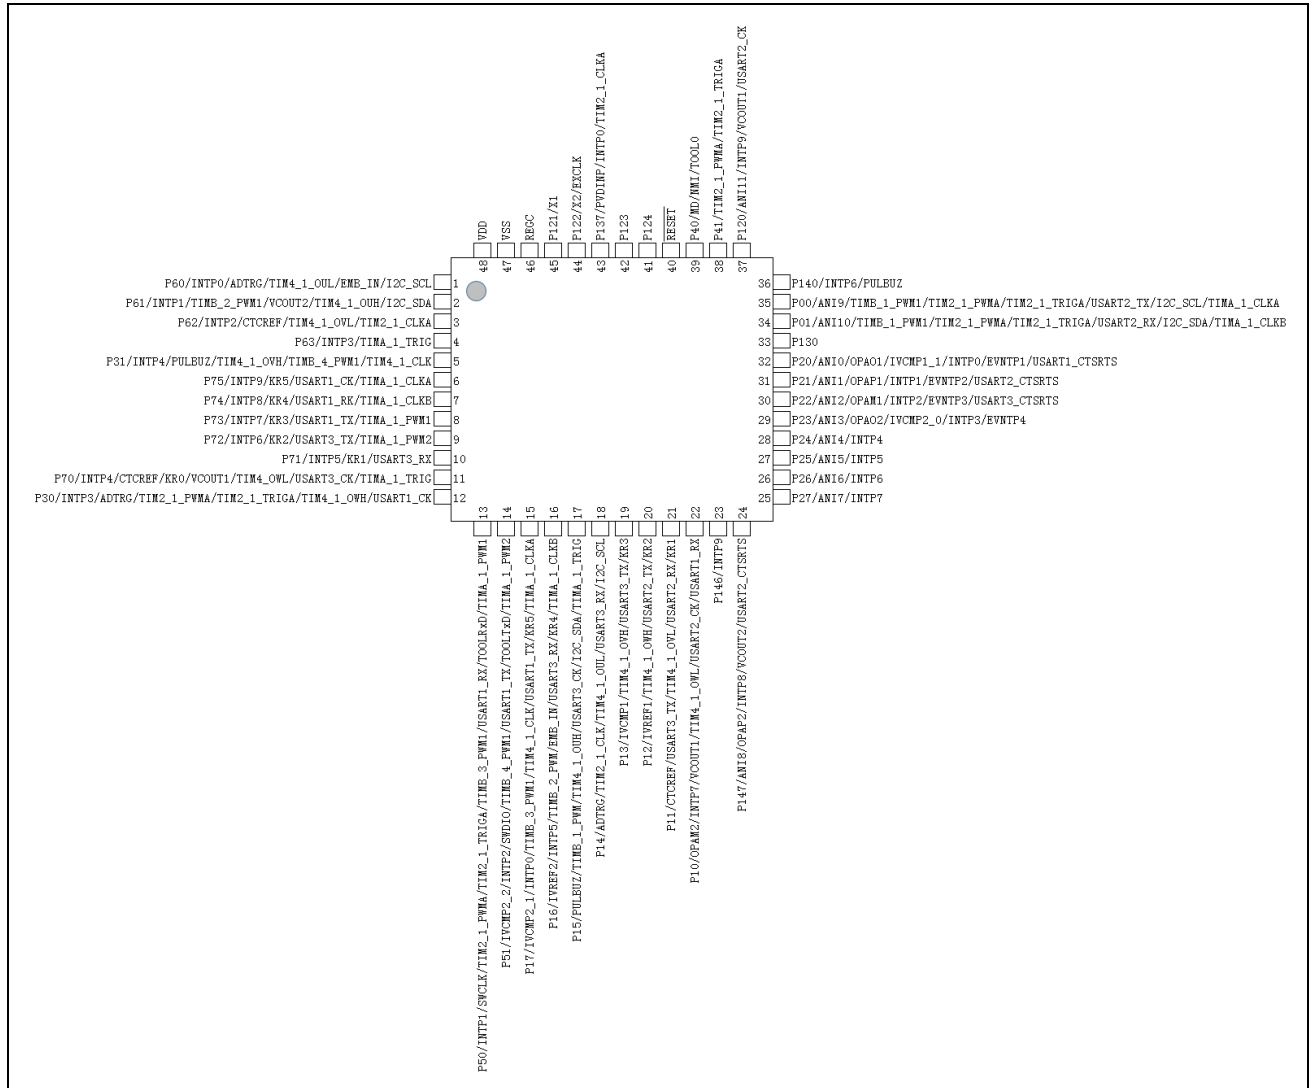 VDD
VSS
REGC
P121/X1
P122/X2/EXCLK
P137/PVDINP/INTP0/TIM2_1_CLKA
P123
P124
RESET
P40/MD/NMI/TOOL0
P41/TIM2_1_PWMA/TIM2_1_TRIGA
P120/ANI11/INTP9/VCOUT1/USART2_CK
48
47
46
45
44
43
42
41
40
39
38
37
P60/INTP0/ADTRG/TIM4_1_OUL/EMB_IN/I2C_SCL 1
P61/INTP1/TIMB_2_PWM1/VCOUT2/TIM4_1_OUH/I2C_SDA 2
P62/INTP2/CTCREF/TIM4_1_OVL/TIM2_1_CLKA 3
P63/INTP3/TIMA_1_TRIG 4
P31/INTP4/PULBUZ/TIM4_1_OVH/TIMB_4_PWM1/TIM4_1_CLK 5
P75/INTP9/KR5/USART1_CK/TIMA_1_CLKA 6
P74/INTP8/KR4/USART1_RK/TIMA_1_CLKB 7
P73/INTP7/KR3/USART1_TX/TIMA_1_PWM1 8
P72/INTP6/KR2/USART3_TX/TIMA_1_PWM2 9
P71/INTP5/KR1/USART3_RX 10
P70/INTP4/CTCREF/KR0/VCOUT1/TIM4_OWL/USART3_CK/TIMA_1_TRIG 11
P30/INTP3/ADTRG/TIM2_1_PWMA/TIM2_1_TRIGA/TIM4_1_OWH/USART1_CK 12
36 P140/INTP6/PULBUZ
35 P00/ANI9/TIMB_1_PWM1/TIM2_1_PWMA/TIM2_1_TRIGA/USART2_TX/I2C_SCL/TIMA_1_CLKA
34 P01/ANI10/TIMB_1_PWM1/TIM2_1_PWMA/TIM2_1_TRIGA/USART2_RX/I2C_SDA/TIMA_1_CLKB
33 P130
32 P20/ANI0/OPAO1/IVCMP1_1/INTP0/EVNTP1/USART1_CTSRTS
31 P21/ANI1/OPAP1/INTP1/EVNTP2/USART2_CTSRTS
30 P22/ANI2/OPAM1/INTP2/EVNTP3/USART3_CTSRTS
29 P23/ANI3/OPAO2/IVCMP2_0/INTP3/EVNTP4
28 P24/ANI4/INTP4
27 P25/ANI5/INTP5
26 P26/ANI6/INTP6
25 P27/ANI7/INTP7
13
14
15
16
17
18
19
20
21
22
23
24
P50/INTP1/SWCLK/TIM2_1_PWMA/TIM2_1_TRIGA/TIMB_3_PWM1/USART1_RX/TOOLRxD/TIMA_1_PWM1
P51/IVCMP2_2/INTP2/SWDIO/TIMB_4_PWM1/USART1_TX/TOOLTxD/TIMA_1_PWM2
P17/IVCMP2_1/INTP0/TIMB_3_PWM1/TIM4_1_CLK/USART1_TX/KR5/TIMA_1_CLKA
P16/IVREF2/INTP5/TIMB_2_PWM/EMB_IN/USART3_RX/KR4/TIMA_1_CLKB
P15/PULBUZ/TIMB_1_PWM/TIM4_1_OUH/USART3_CK/I2C_SDA/TIMA_1_TRIG
P14/ADTRG/TIM2_1_CLK/TIM4_1_OUL/USART3_RX/I2C_SCL
P13/IVCMP1/TIM4_1_OVH/USART3_TX/KR3
P12/IVREF1/TIM4_1_OWH/USART2_TX/KR2
P11/CTCREF/USART3_TX/TIM4_1_OVL/USART2_RX/KR1
P10/OPAM2/INTP7/VCOUT1/TIM4_1_OWL/USART2_CK/USART1_RX
P146/INTP9
P147/ANI8/OPAP2/INTP8/VCOUT2/USART2_CTSRTS